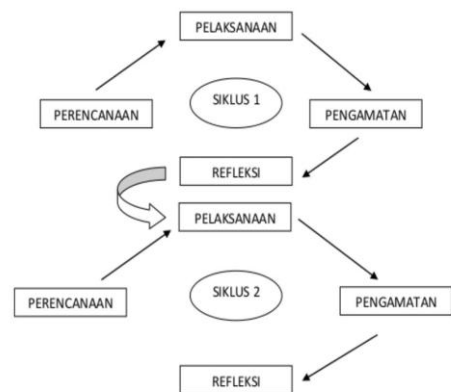 PELAKSANAAN
PERENCANAAN
SIKLUS 1
PENGAMATAN
REFLEKSI
PELAKSANAAN
PERENCANAAN
SIKLUS 2
PENGAMATAN
REFLEKSI